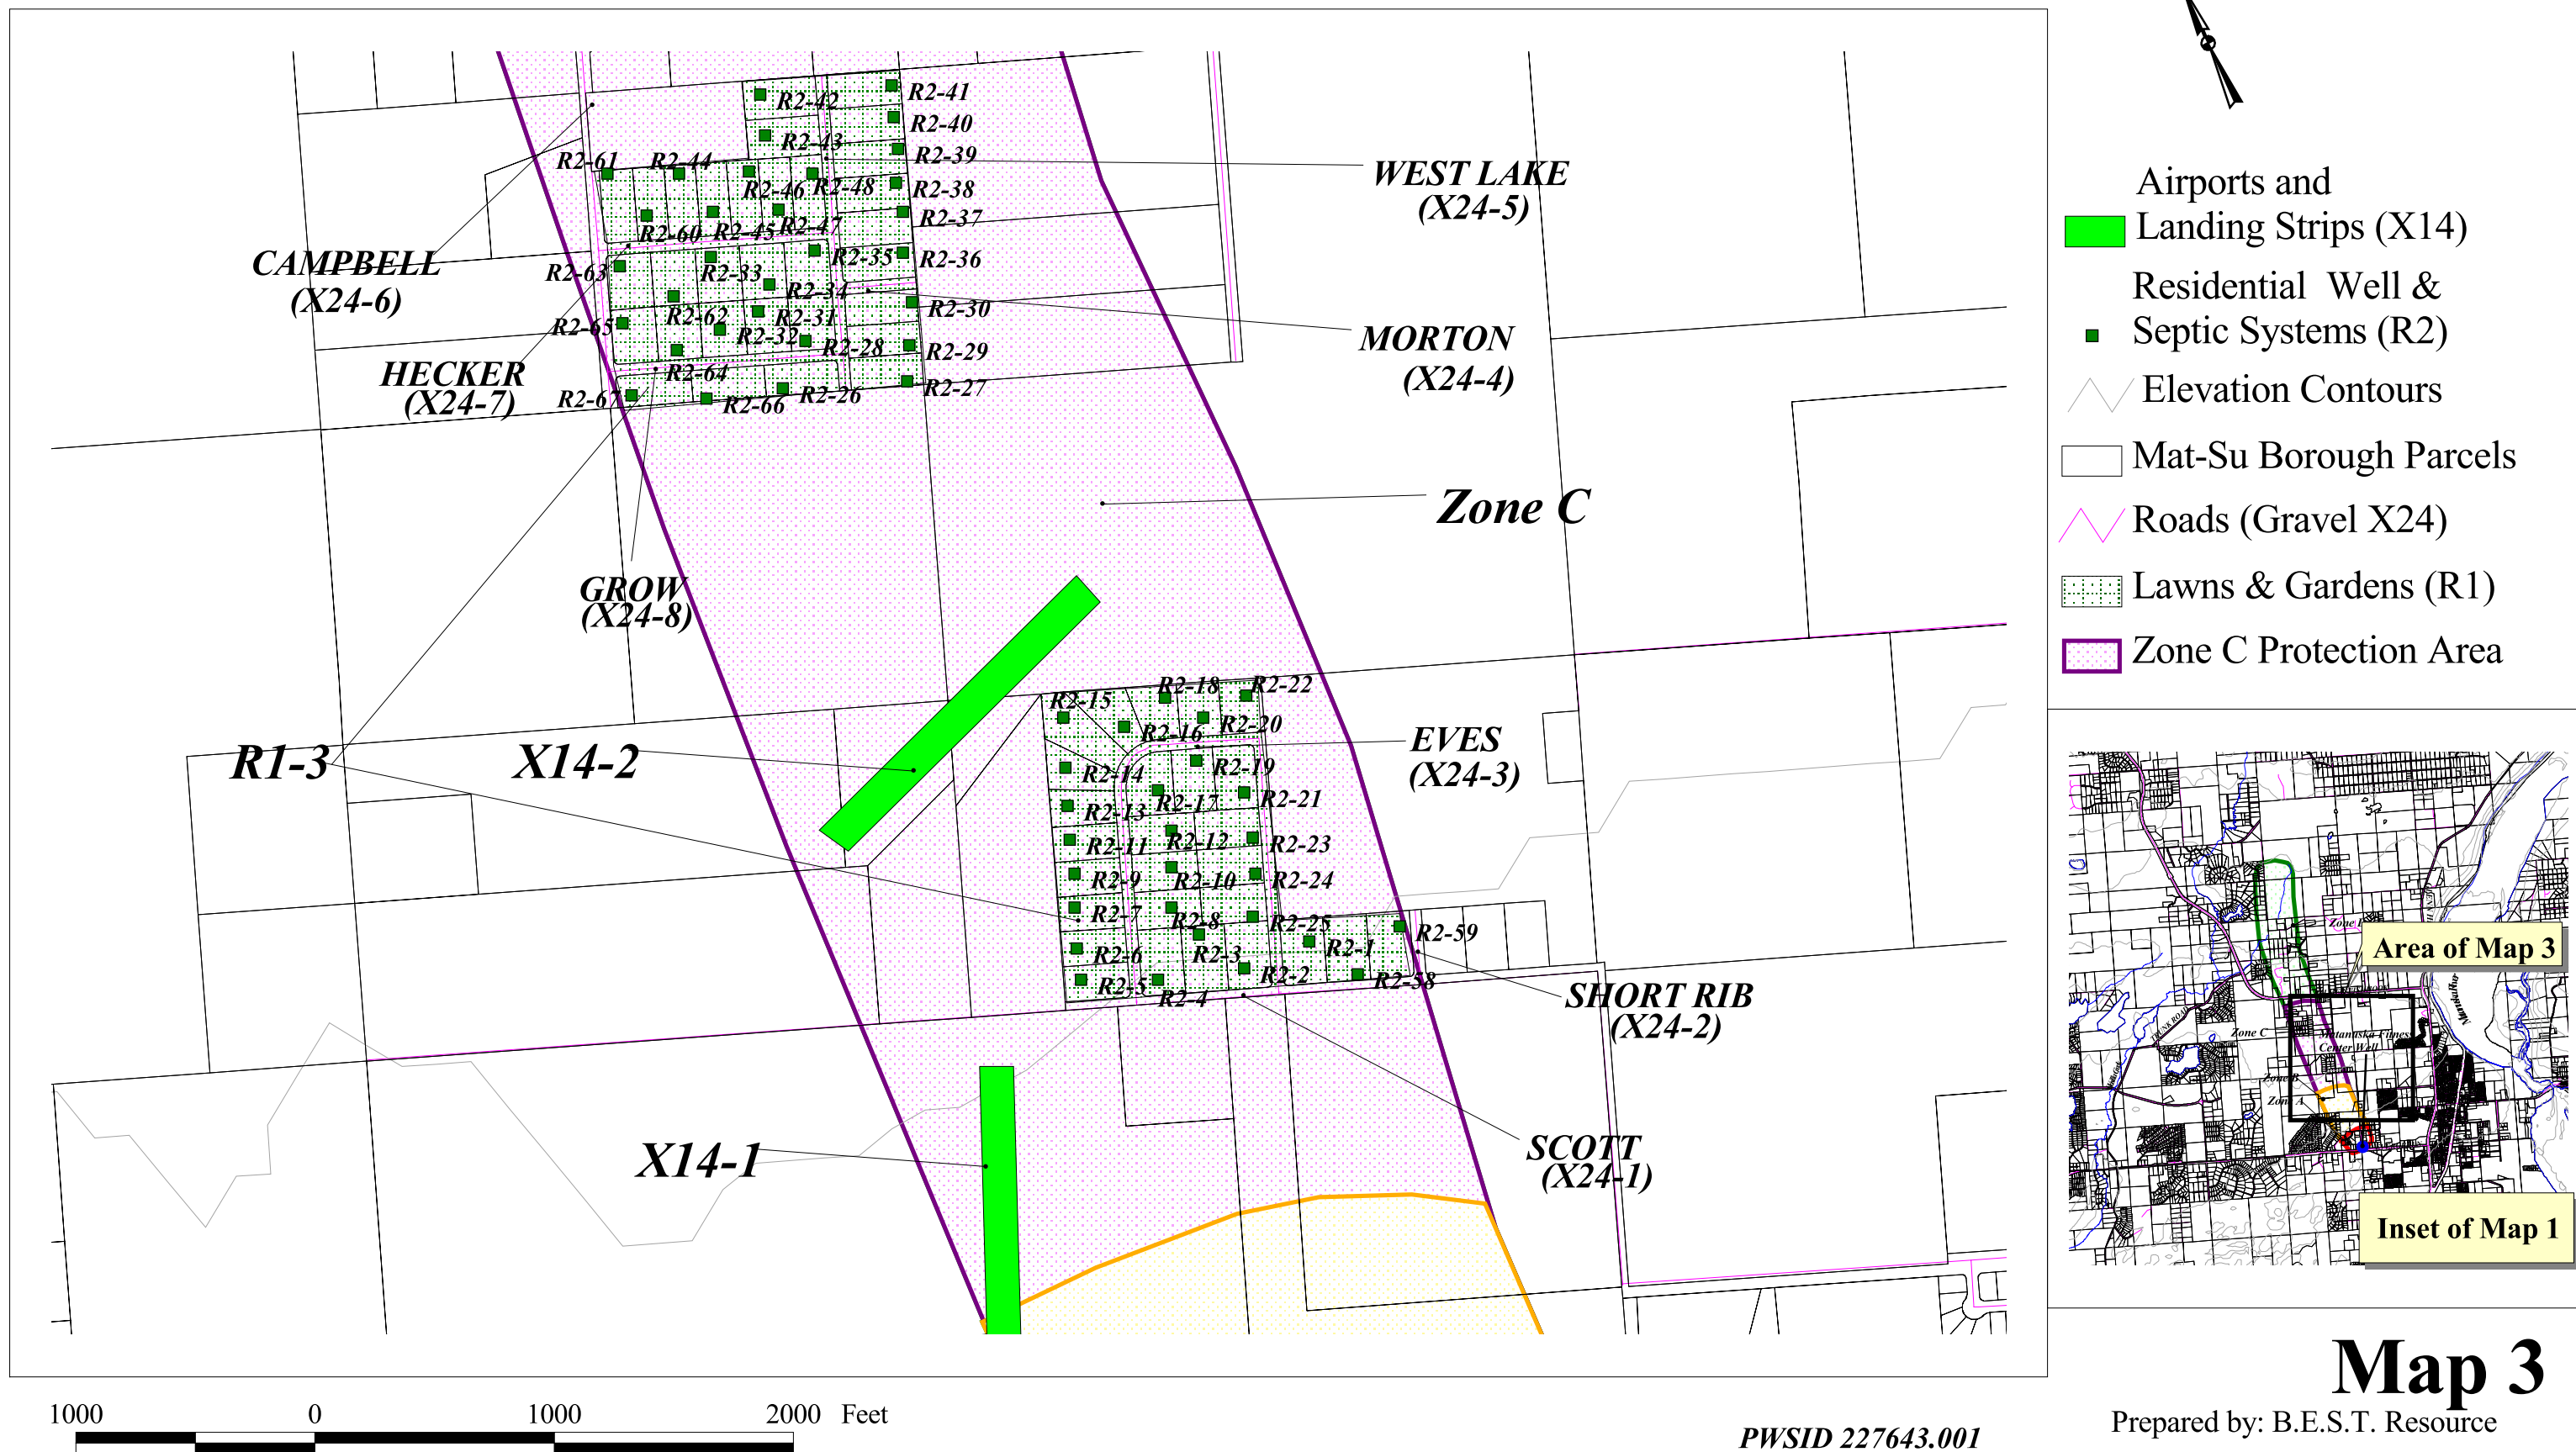 R2-42
R2-41
R2-40
R2-43
R2-39
R2-61
R2-44
R2-46
R2-48
R2-38
R2-37
R2-60
R2-45
R2-47
R2-63
R2-33
R2-35
R2-36
R2-34
R2-62
R2-31
R2-30
R2-65
R2-32
R2-28
R2-29
R2-64
R2-67
R2-66
R2-26
R2-27
WEST LAKE
(X24-5)
CAMPBELL
(X24-6)
MORTON
(X24-4)
HECKER
(X24-7)
Zone C
GROW
(X24-8)
R1-3
X14-2
R2-15
R2-18
R2-22
R2-16
R2-20
EVES
(X24-3)
R2-14
R2-19
R2-13
R2-17
R2-21
R2-11
R2-12
R2-23
R2-9
R2-10
R2-24
R2-7
R2-8
R2-25
R2-59
R2-6
R2-3
R2-1
R2-5
R2-4
R2-2
R2-58
SHORT RIB
(X24-2)
X14-1
SCOTT
(X24-1)
Airports and
Landing Strips (X14)
Residential Well &
Septic Systems (R2)
Elevation Contours
Mat-Su Borough Parcels
Roads (Gravel X24)
Lawns & Gardens (R1)
Zone C Protection Area
Area of Map 3
Zone C
Matanuska Fitness
Center Well
Zone B
Zone A
TRUNK ROAD
Inset of Map 1
Map 3
Prepared by: B.E.S.T. Resource
1000 0 1000 2000 Feet
PWSID 227643.001